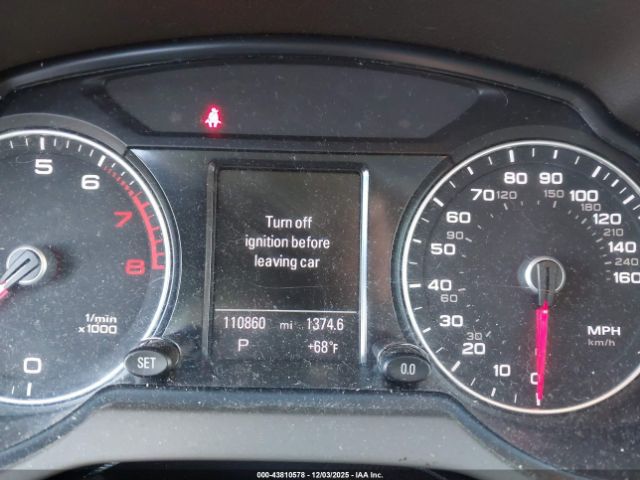 5
6
7
8
1/min
x1000
0
SET
Turn off
ignition before
leaving car
110860 mi 1374.6
P +68°F
0.0
0
10
20
30
40
50
60
70
80
90
100
120
140
160
30
60
90
120
150
180
210
240
MPH
km/h
000-43810578 | 12/03/2025 - IAA Inc.